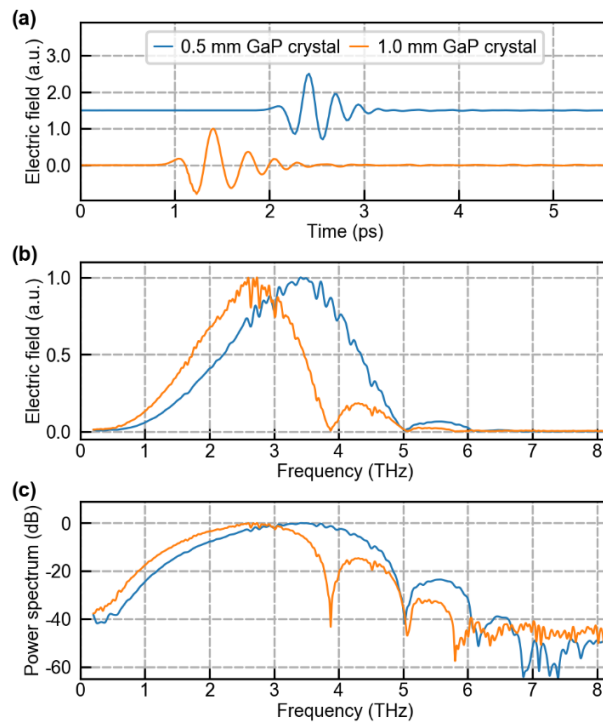 (a)
0.5 mm GaP crystal 1.0 mm GaP crystal
Electric field (a.u.)
3.0
2.0
1.0
0.0
0 1 2 3 4 5
Time (ps)
(b)
Electric field (a.u.)
1.0
0.5
0.0
0 1 2 3 4 5 6 7 8
Frequency (THz)
(c)
Power spectrum (dB)
0
-20
-40
-60
0 1 2 3 4 5 6 7 8
Frequency (THz)